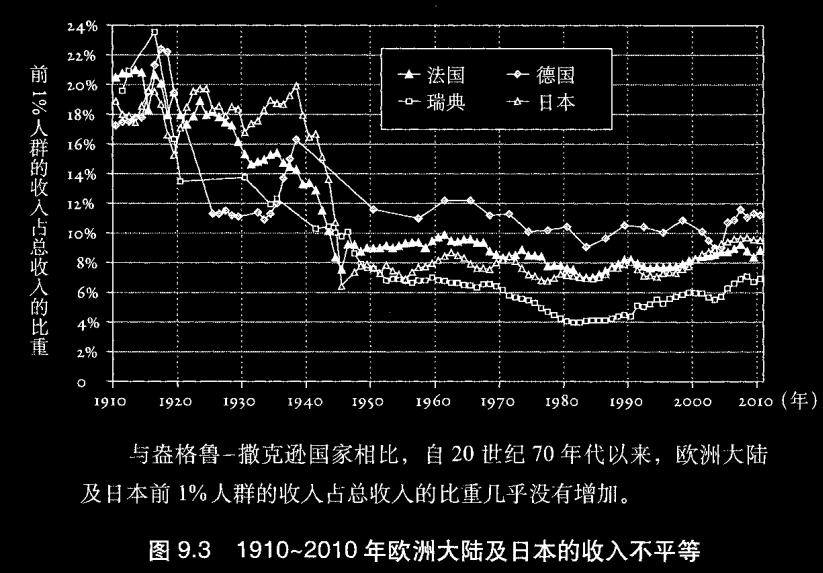 24%
22%
20%
18%
16%
14%
12%
10%
8%
6%
4%
2%
0
前1%人群的收入占总收入的比重
法国 德国
瑞典 日本
1910 1920 1930 1940 1950 1960 1970 1980 1990 2000 2010 (年)
与盎格鲁-撒克逊国家相比，自20世纪70年代以来，欧洲大陆
及日本前1%人群的收入占总收入的比重几乎没有增加。
图 9.3 1910~2010 年欧洲大陆及日本的收入不平等